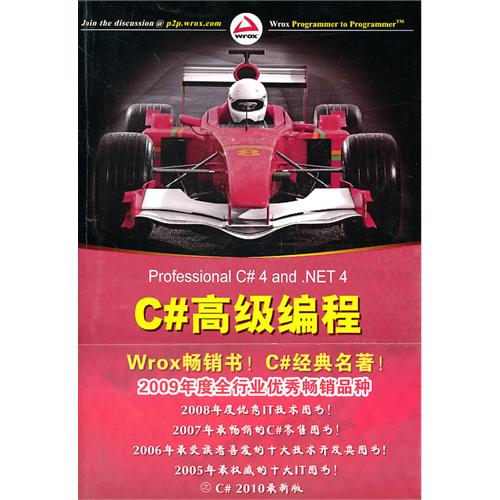 Join the discussion @ p2p.wrox.com
Wrox Programmer to Programmer™
wrox
8
Professional C# 4 and .NET 4
C#高级编程
Wrox畅销书！C#经典名著！
2009年度全行业优秀畅销品种
2008年度优秀IT技术图书！
2007年最畅销的C#零售图书！
2006年最受读者喜爱的十大技术开发类图书！
2005年最权威的十大IT图书！
之 C# 2010最新版